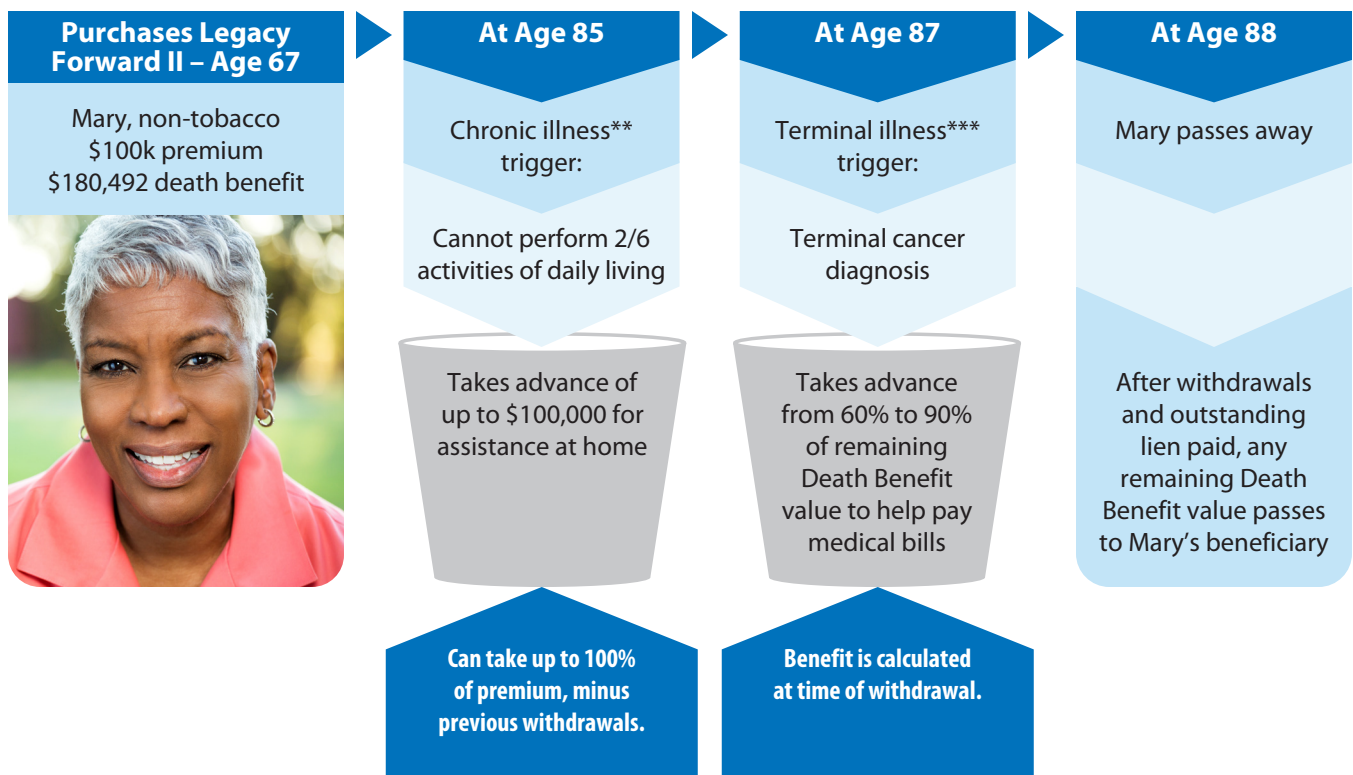 Purchases Legacy
Forward II – Age 67
Mary, non-tobacco
$100k premium
$180,492 death benefit
At Age 85
Chronic illness**
trigger:
Cannot perform 2/6
activities of daily living
Takes advance of
up to $100,000 for
assistance at home
Can take up to 100%
of premium, minus
previous withdrawals.
At Age 87
Terminal illness***
trigger:
Terminal cancer
diagnosis
Takes advance
from 60% to 90%
of remaining
Death Benefit
value to help pay
medical bills
Benefit is calculated
at time of withdrawal.
At Age 88
Mary passes away
After withdrawals
and outstanding
lien paid, any
remaining Death
Benefit value passes
to Mary’s beneficiary